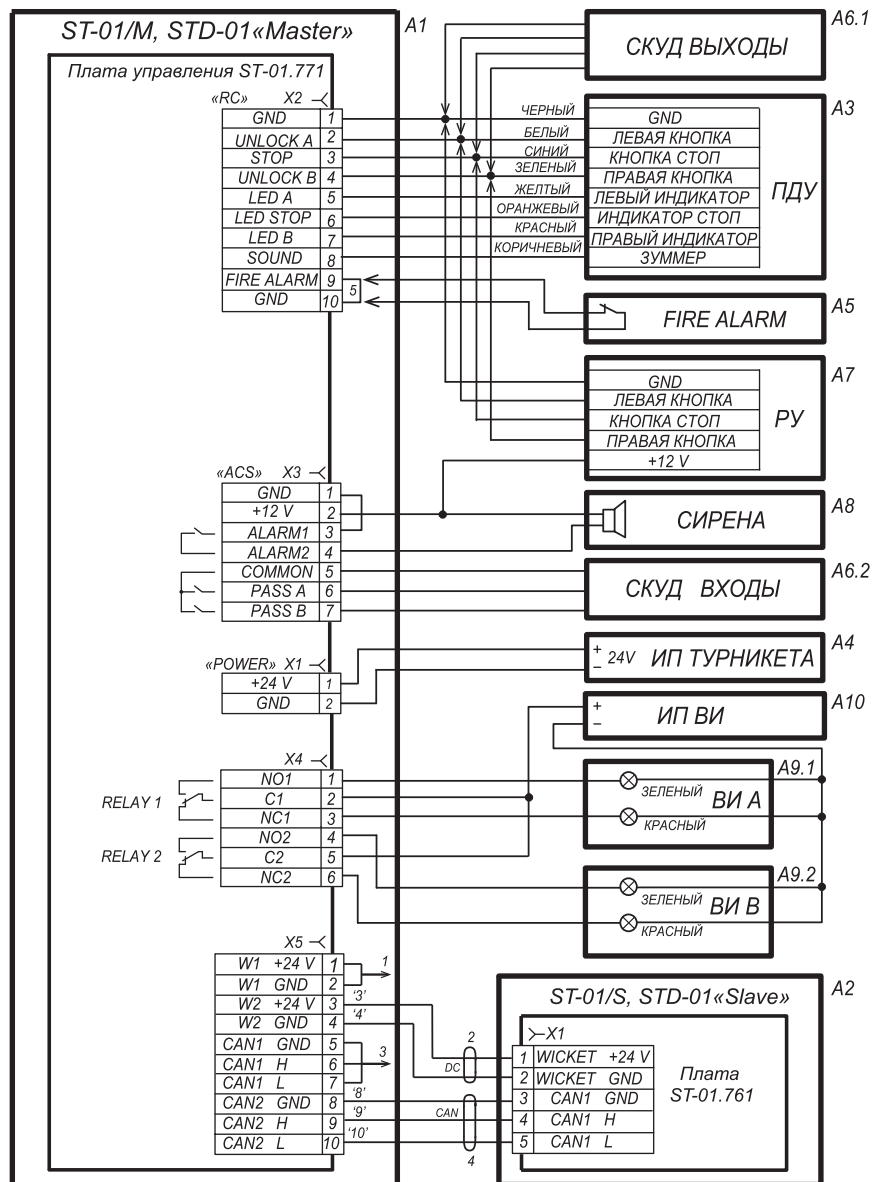 ST-01/M, STD-01«Master»
A1
Плата управления ST-01.771
«RC» X2
GND 1
UNLOCK A 2
STOP 3
UNLOCK B 4
LED A 5
LED STOP 6
LED B 7
SOUND 8
FIRE ALARM 9
GND 10
5
ЧЕРНЫЙ
БЕЛЫЙ
СИНИЙ
ЗЕЛЕНЫЙ
ЖЕЛТЫЙ
ОРАНЖЕВЫЙ
КРАСНЫЙ
КОРИЧНЕВЫЙ
СКУД ВЫХОДЫ
A6.1
GND
ЛЕВАЯ КНОПКА
КНОПКА СТОП
ПРАВАЯ КНОПКА
ЛЕВЫЙ ИНДИКАТОР
ИНДИКАТОР СТОП
ПРАВЫЙ ИНДИКАТОР
ЗУММЕР
ПДУ
A3
FIRE ALARM
A5
GND
ЛЕВАЯ КНОПКА
КНОПКА СТОП
ПРАВАЯ КНОПКА
+12 V
РУ
A7
«ACS» X3
GND 1
+12 V 2
ALARM1 3
ALARM2 4
COMMON 5
PASS A 6
PASS B 7
СИРЕНА
A8
СКУД ВХОДЫ
A6.2
«POWER» X1
+24 V 1
GND 2
+
24V
–
ИП ТУРНИКЕТА
A4
+
–
ИП ВИ
A10
X4
NO1 1
C1 2
NC1 3
NO2 4
C2 5
NC2 6
RELAY 1
RELAY 2
ЗЕЛЕНЫЙ
КРАСНЫЙ
ВИ А
A9.1
ЗЕЛЕНЫЙ
КРАСНЫЙ
ВИ В
A9.2
X5
W1 +24 V 1
W1 GND 2
W2 +24 V 3
W2 GND 4
CAN1 GND 5
CAN1 H 6
CAN1 L 7
CAN2 GND 8
CAN2 H 9
CAN2 L 10
1
'3'
'4'
3
'8'
'9'
'10'
2
DC
CAN
4
ST-01/S, STD-01«Slave»
A2
X1
1 WICKET +24 V
2 WICKET GND
3 CAN1 GND
4 CAN1 H
5 CAN1 L
Плата
ST-01.761